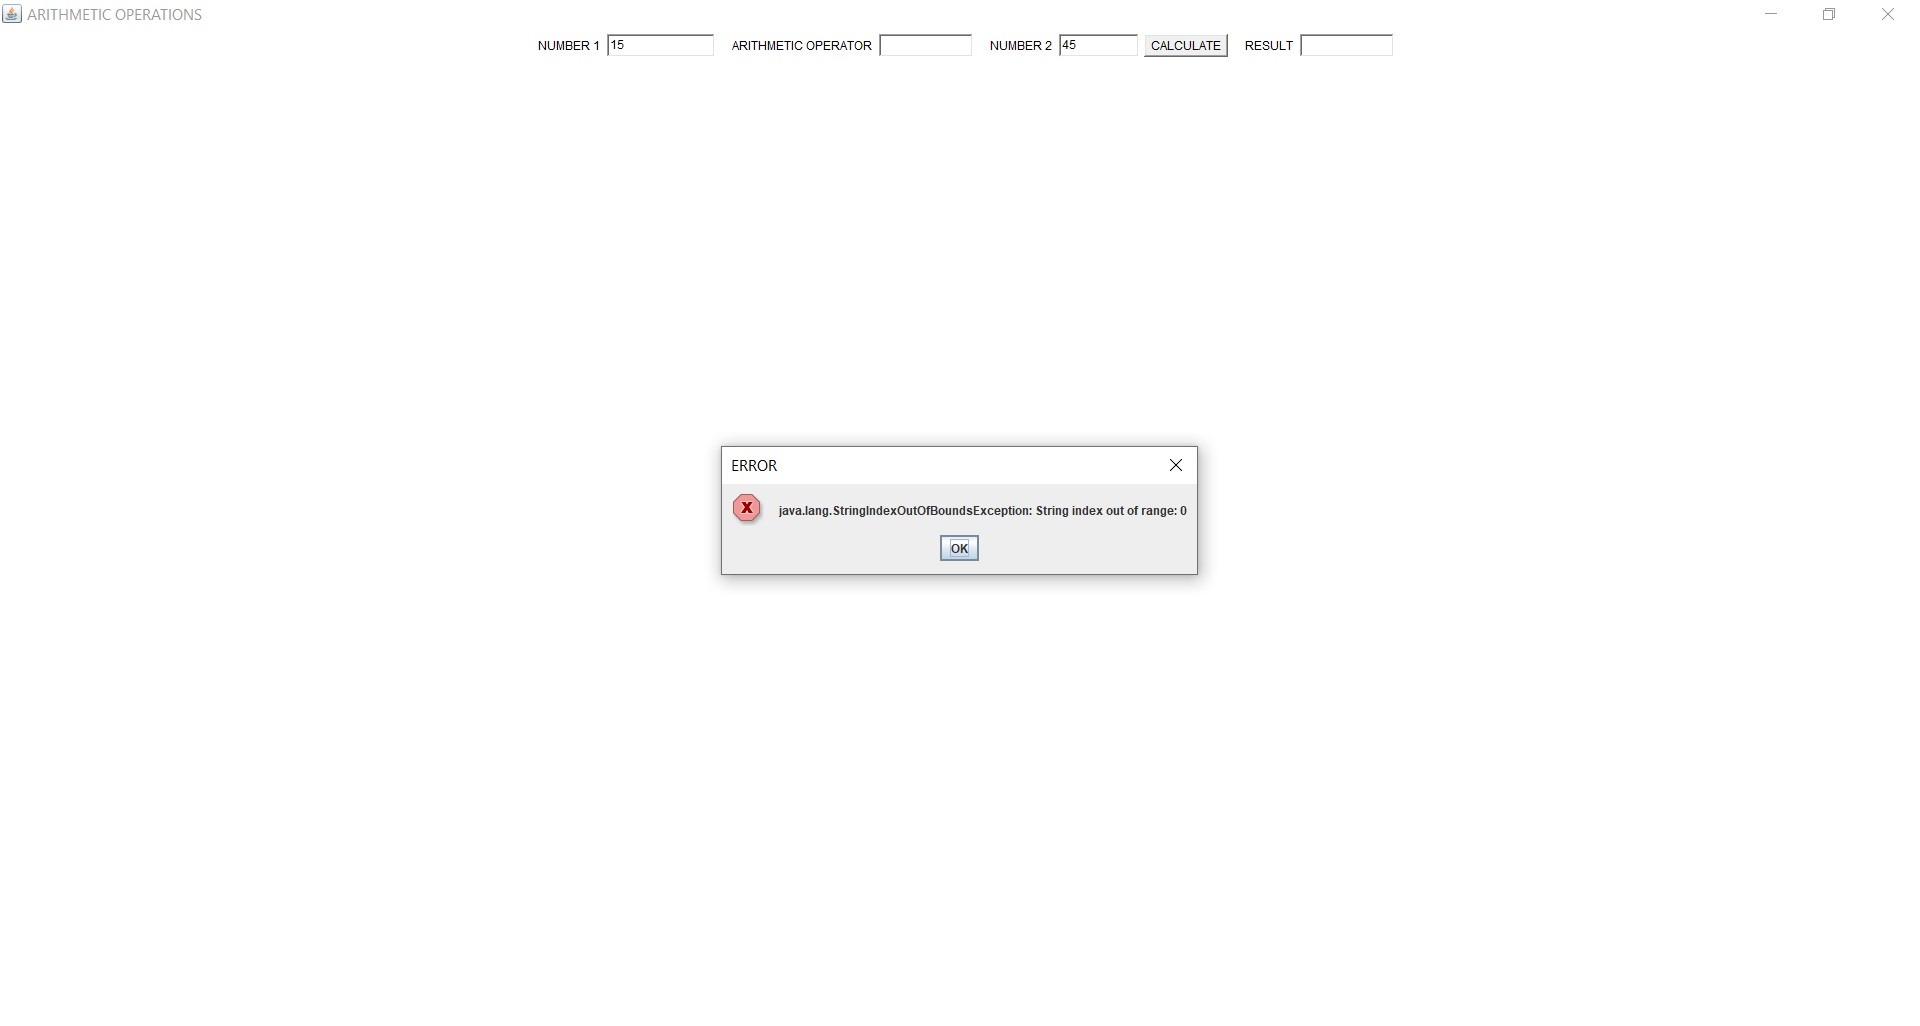 ARITHMETIC OPERATIONS
NUMBER 1 15 ARITHMETIC OPERATOR NUMBER 2 45 CALCULATE RESULT
ERROR
java.lang.StringIndexOutOfBoundsException: String index out of range: 0
OK